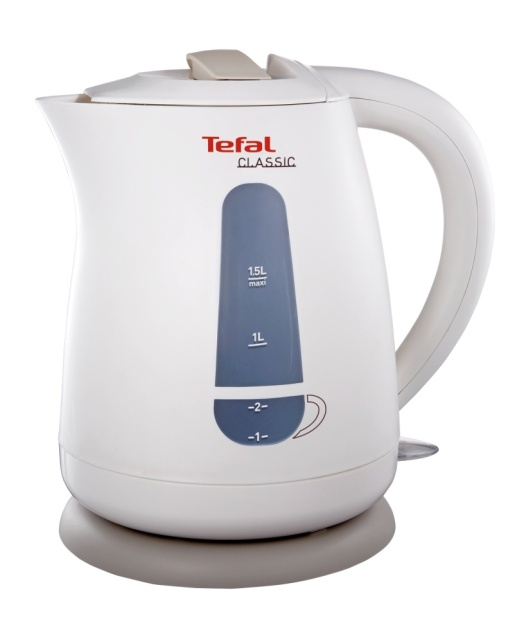 Tefal
CLASSIC
1.5L
maxi
1L
-2-
-1-